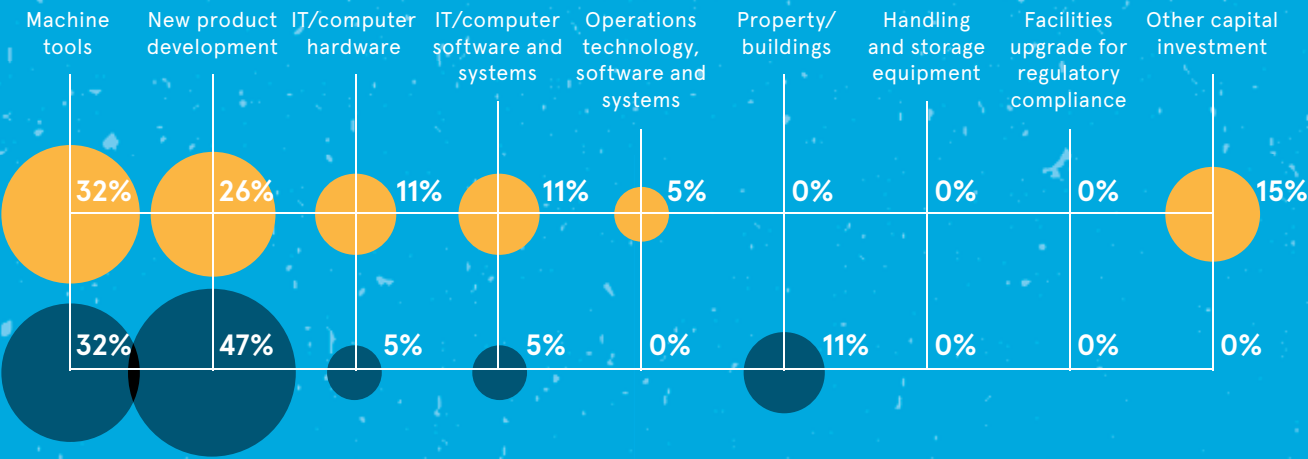 Machine
tools
New product
development
IT/computer
hardware
IT/computer
software and
systems
Operations
technology,
software and
systems
Property/
buildings
Handling
and storage
equipment
Facilities
upgrade for
regulatory
compliance
Other capital
investment
32%
26%
11%
11%
5%
0%
0%
0%
15%
32%
47%
5%
5%
0%
11%
0%
0%
0%